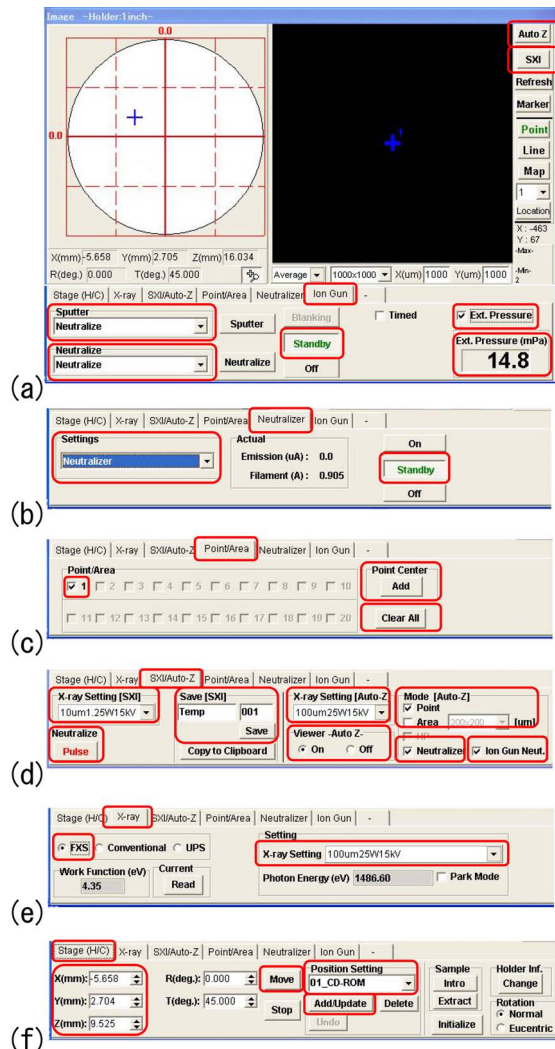 Image -Holder:1inch-
0.0
0.0
Auto Z
SXI
Refresh
Marker
Point
Line
Map
1
Location
X : -463
Y : 67
-Max-
-Min-
2
1
X(mm) -5.658 Y(mm) 2.705 Z(mm) 16.034
R(deg.) 0.000 T(deg.) 45.000
Average 1000x1000 X(um) 1000 Y(um) 1000
Stage (H/C) X-ray SXI/Auto-Z Point/Area Neutralizer Ion Gun -
Sputter
Neutralize
Sputter
Blanking
Timed
Ext. Pressure
Neutralize
Neutralize
Neutralize
Standby
Off
Ext. Pressure (mPa)
14.8
(a)
Stage (H/C) X-ray SXI/Auto-Z Point/Area Neutralizer Ion Gun -
Settings
Neutralizer
Actual
Emission (uA) : 0.0
Filament (A) : 0.905
On
Standby
Off
(b)
Stage (H/C) X-ray SXI/Auto-Z Point/Area Neutralizer Ion Gun -
Point/Area
1 2 3 4 5 6 7 8 9 10
11 12 13 14 15 16 17 18 19 20
Point Center
Add
Clear All
(c)
Stage (H/C) X-ray SXI/Auto-Z Point/Area Neutralizer Ion Gun -
X-ray Setting [SXI]
10um1.25W15kV
Neutralize
Pulse
Save [SXI]
Temp 001
Save
Copy to Clipboard
X-ray Setting [Auto-Z
100um25W15kV
Viewer -Auto Z-
On Off
Mode [Auto-Z]
Point
Area 200x200 [um]
HP
Neutralizer Ion Gun Neut.
(d)
Stage (H/C) X-ray SXI/Auto-Z Point/Area Neutralizer Ion Gun -
FXS Conventional UPS
Work Function (eV)
4.35
Current
Read
Setting
X-ray Setting 100um25W15kV
Photon Energy (eV) 1486.60 Park Mode
(e)
Stage (H/C) X-ray SXI/Auto-Z Point/Area Neutralizer Ion Gun -
X(mm): -5.658
Y(mm): 2.704
Z(mm): 9.525
R(deg.): 0.000
T(deg.): 45.000
Move
Stop
Position Setting
01_CD-ROM
Add/Update Delete
Undo
Sample
Intro
Extract
Initialize
Holder Inf.
Change
Rotation
Normal
Eucentric
(f)